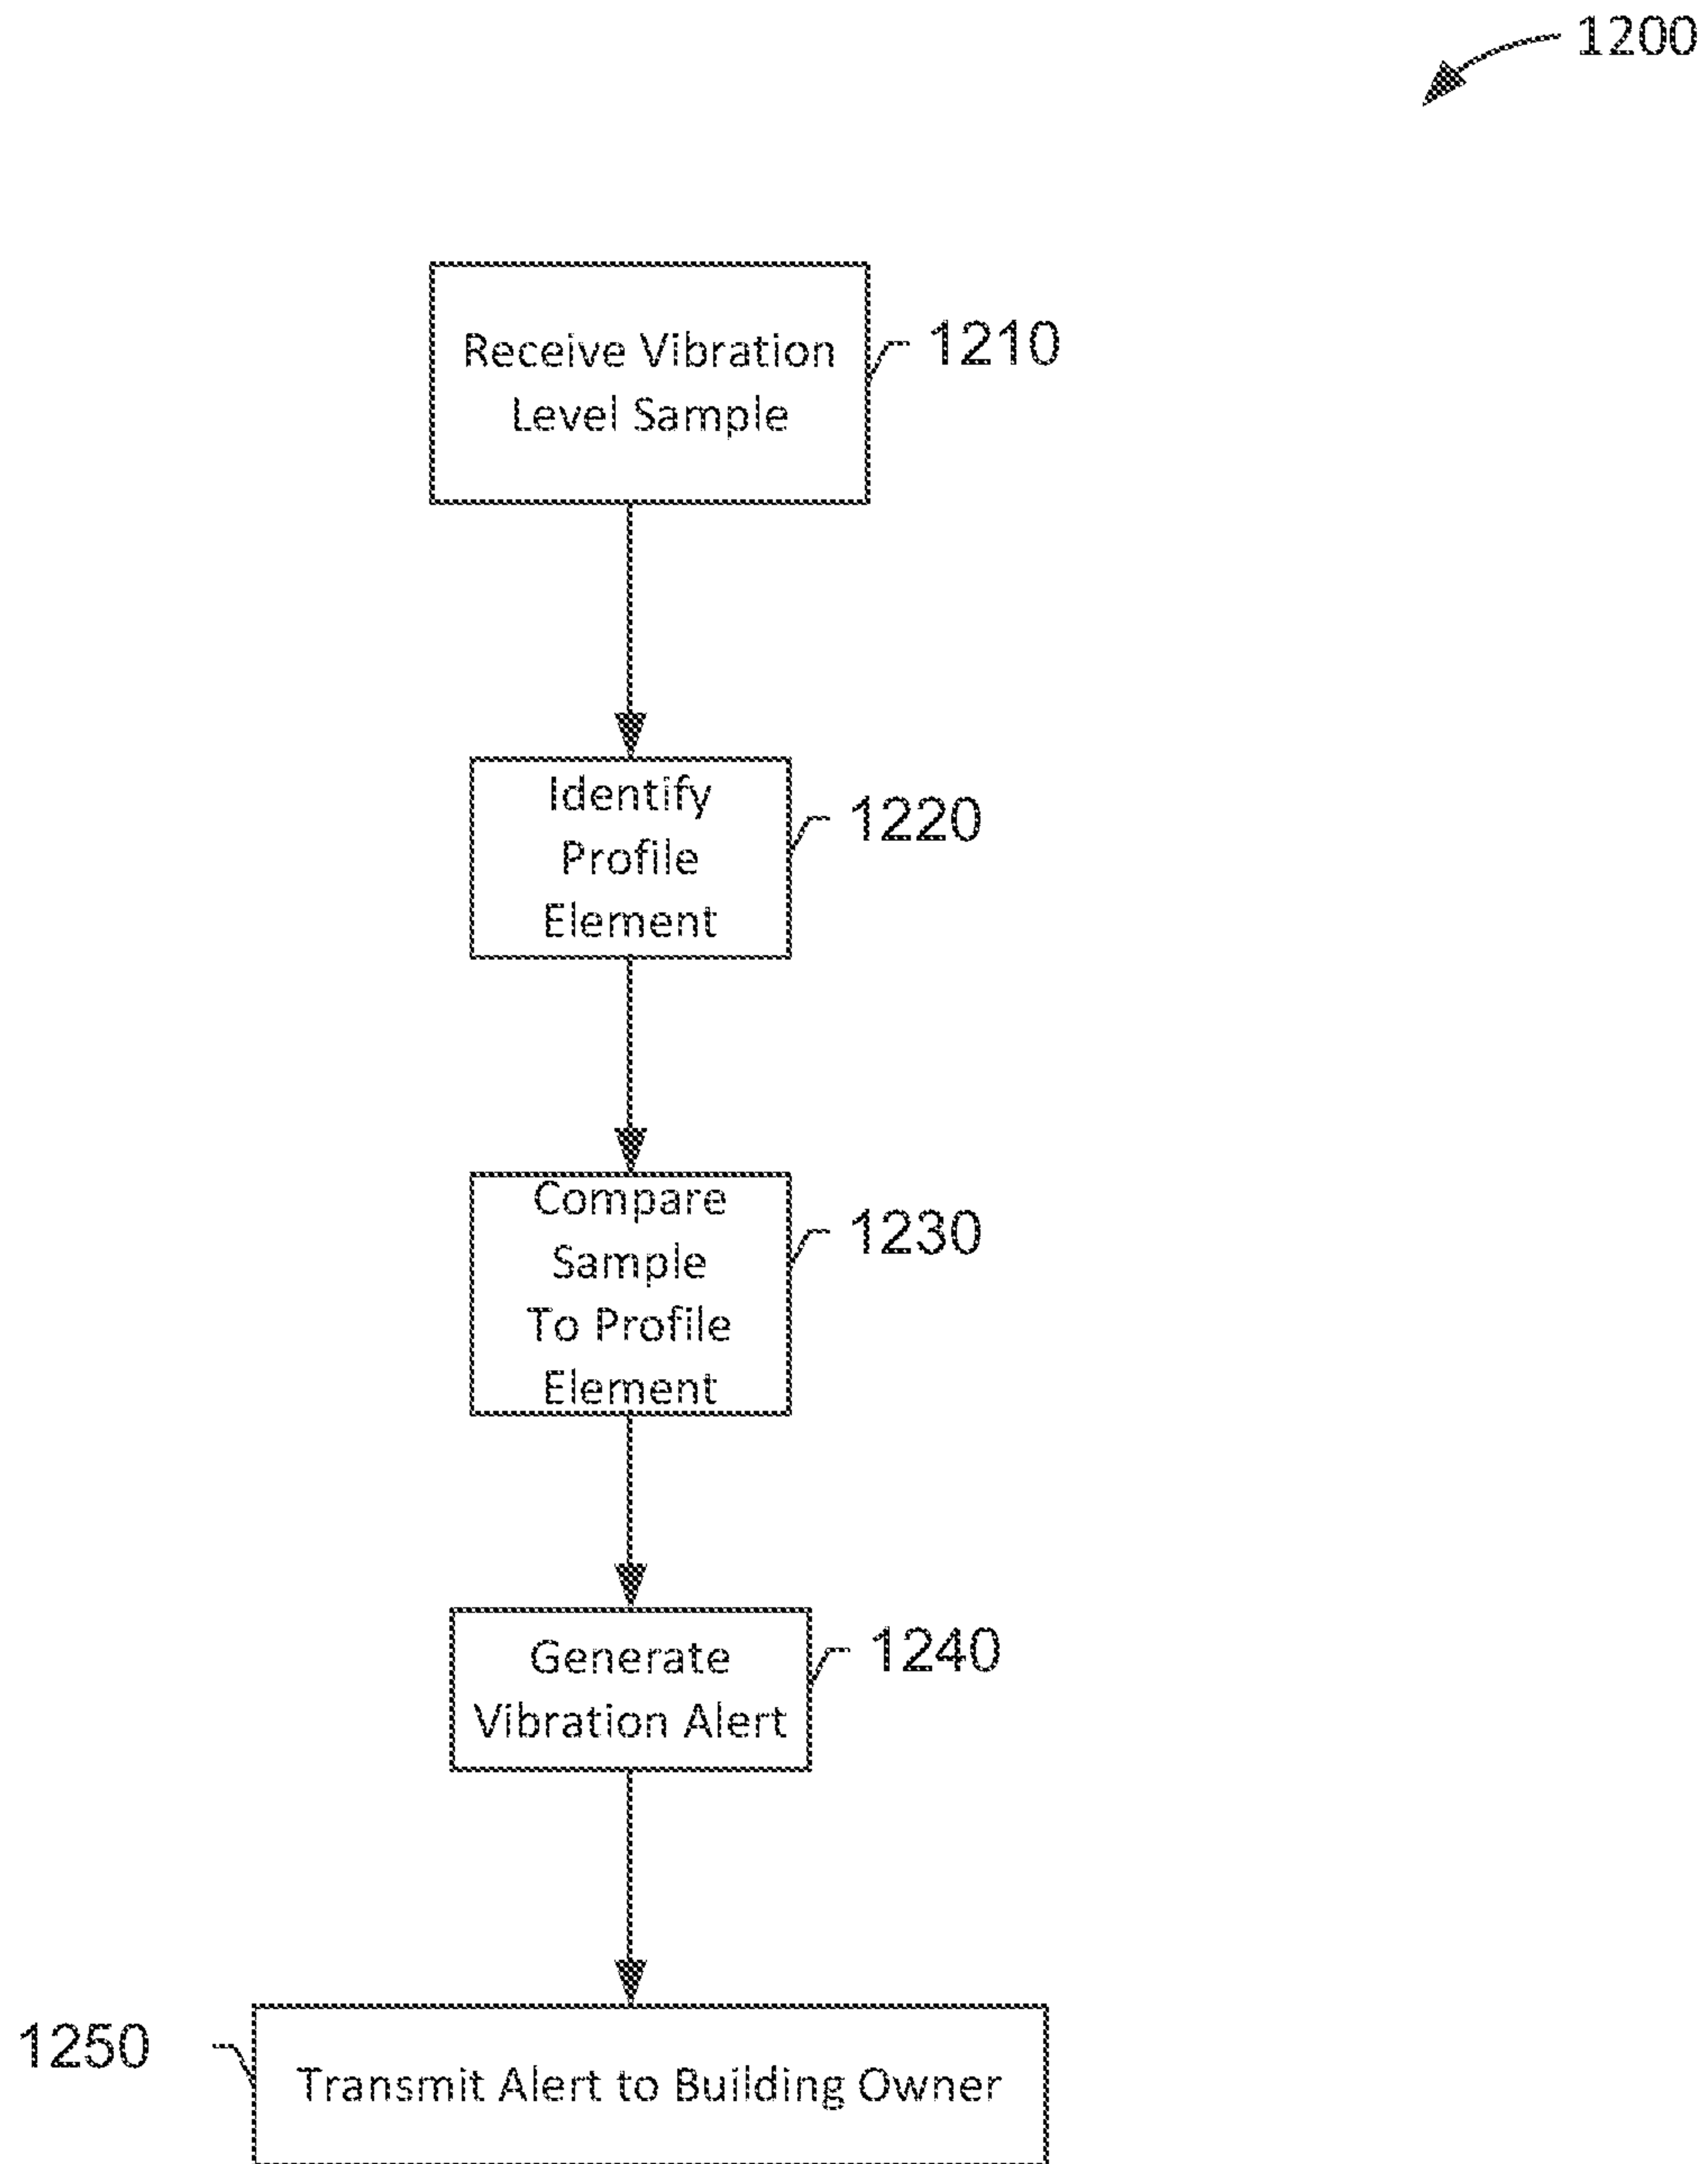 1200
Receive Vibration
Level Sample
1210
Identify
Profile
Element
1220
Compare
Sample
To Profile
Element
1230
Generate
Vibration Alert
1240
1250
Transmit Alert to Building Owner